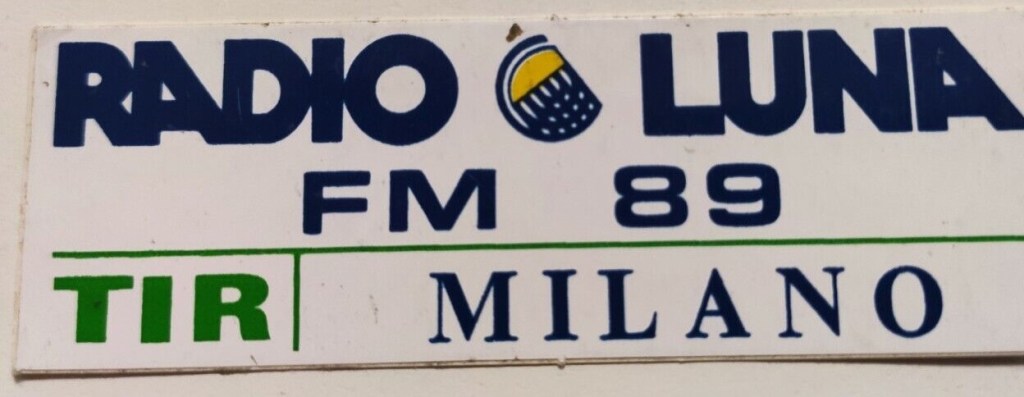 RADIO LUNA
FM 89
TIR MILANO